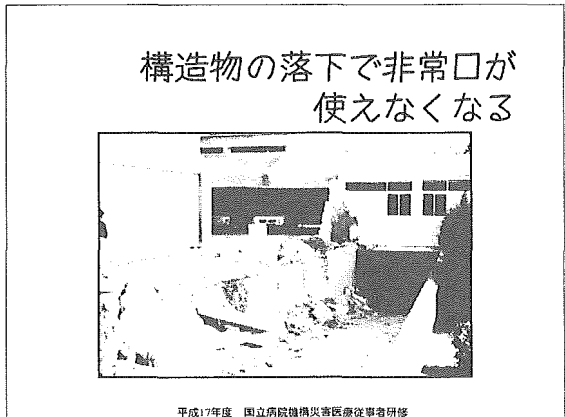 構造物の落下で非常口が
使えなくなる
平成17年度 国立病院機構災害医療従事者研修